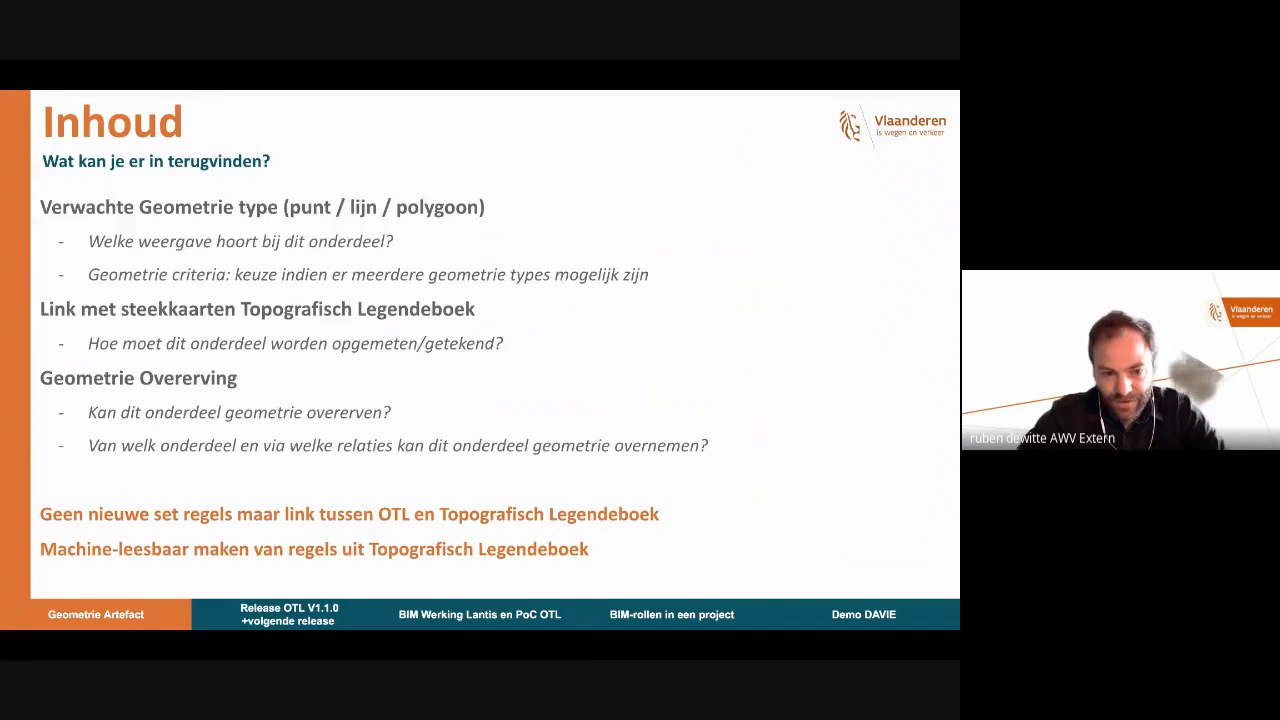 Inhoud
Vlaanderen
is wegen en verkeer
Wat kan je er in terugvinden?
Verwachte Geometrie type (punt / lijn / polygoon)
- Welke weergave hoort bij dit onderdeel?
- Geometrie criteria: keuze indien er meerdere geometrie types mogelijk zijn
Link met steekkaarten Topografisch Legendeboek
- Hoe moet dit onderdeel worden opgemeten/getekend?
Geometrie Overerving
- Kan dit onderdeel geometrie overerven?
- Van welk onderdeel en via welke relaties kan dit onderdeel geometrie overnemen?
Geen nieuwe set regels maar link tussen OTL en Topografisch Legendeboek
Machine-leesbaar maken van regels uit Topografisch Legendeboek
Geometrie Artefact
Release OTL V1.1.0
+volgende release
BIM Werking Lantis en PoC OTL
BIM-rollen in een project
Demo DAVIE
Vlaanderen
is wegen en verkeer
ruben dewitte AWV Extern